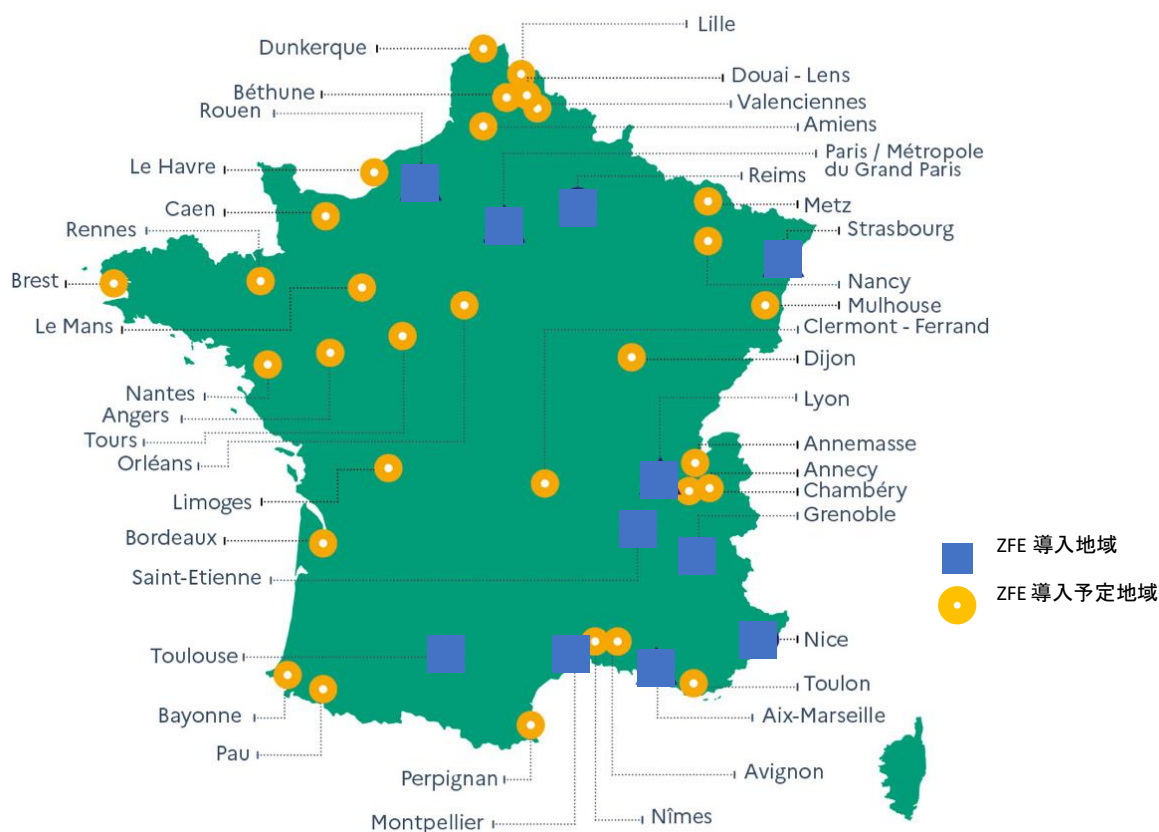 Lille
Dunkerque
Douai - Lens
Béthune
Valenciennes
Rouen
Amiens
Paris / Métropole
du Grand Paris
Le Havre
Reims
Metz
Caen
Strasbourg
Rennes
Brest
Nancy
Mulhouse
Le Mans
Clermont - Ferrand
Dijon
Nantes
Lyon
Angers
Tours
Annemasse
Orléans
Annecy
Chambéry
Limoges
Grenoble
Bordeaux
ZFE 導入地域
Saint-Etienne
ZFE 導入予定地域
Nice
Toulouse
Toulon
Bayonne
Aix-Marseille
Pau
Avignon
Perpignan
Nîmes
Montpellier